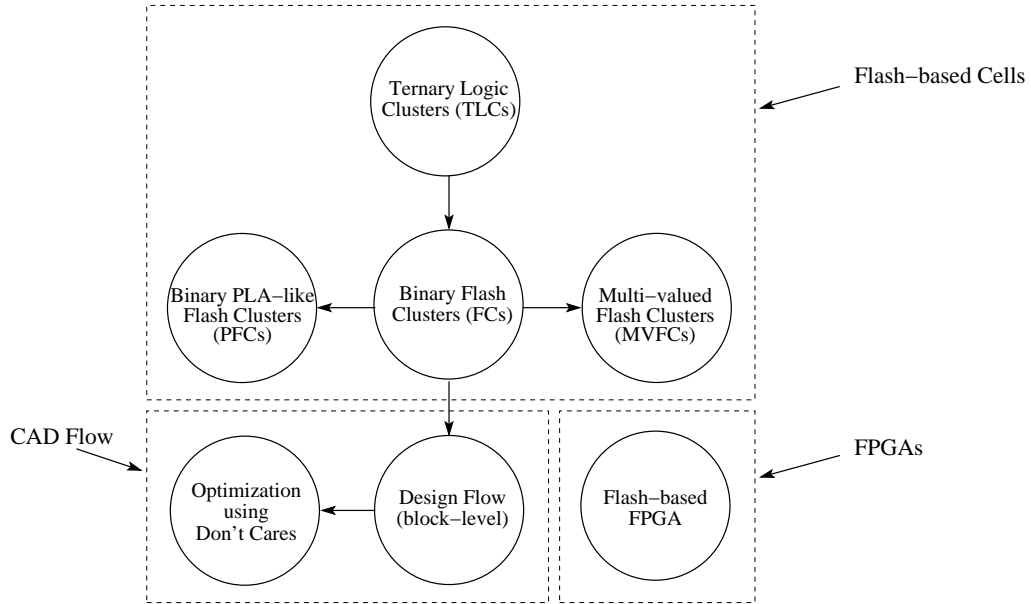 Ternary Logic
Clusters (TLCs)
Flash−based Cells
Binary PLA−like
Flash Clusters
(PFCs)
Binary Flash
Clusters (FCs)
Multi−valued
Flash Clusters
(MVFCs)
CAD Flow
Optimization
using
Don't Cares
Design Flow
(block−level)
Flash−based
FPGA
FPGAs